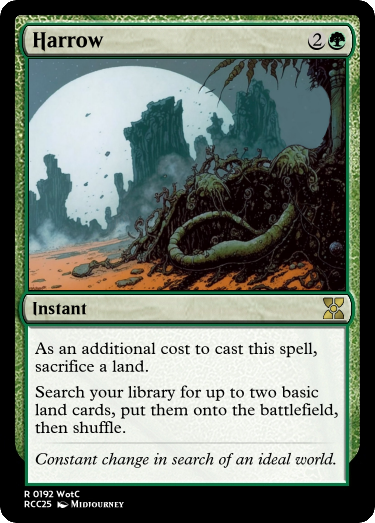 Harrow
2
Instant
As an additional cost to cast this spell,
sacrifice a land.
Search your library for up to two basic
land cards, put them onto the battlefield,
then shuffle.
Constant change in search of an ideal world.
R 0192 WotC
RCC25 Midjourney